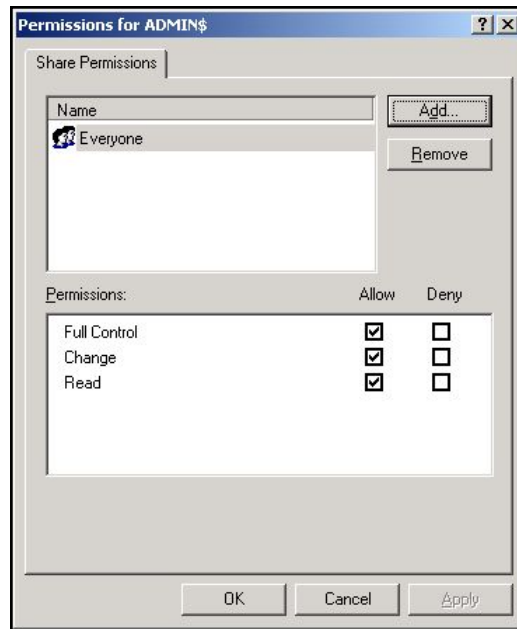 Permissions for ADMIN$
Share Permissions
Name
Everyone
Add...
Remove
Permissions: Allow Deny
Full Control
Change
Read
OK Cancel Apply